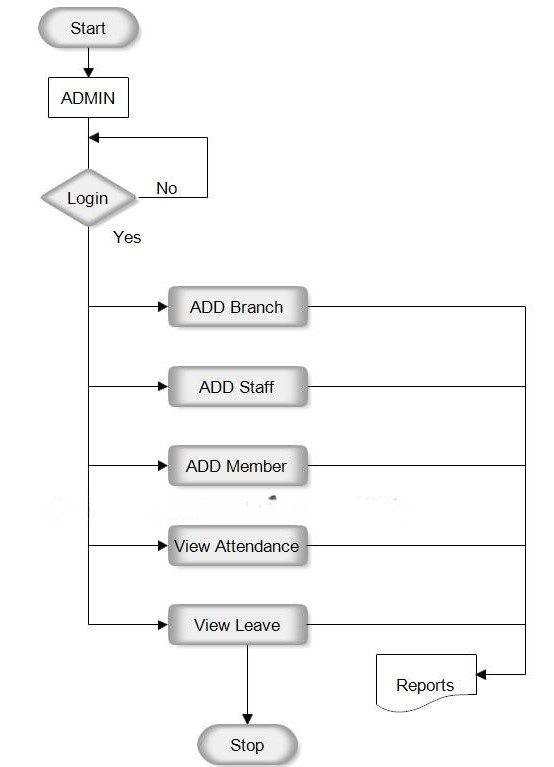 Start
ADMIN
Login
No
Yes
ADD Branch
ADD Staff
ADD Member
View Attendance
View Leave
Reports
Stop